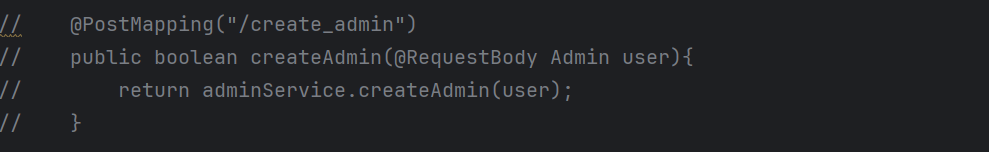 //    @PostMapping("/create_admin")
//    public boolean createAdmin(@RequestBody Admin user){
//        return adminService.createAdmin(user);
//    }